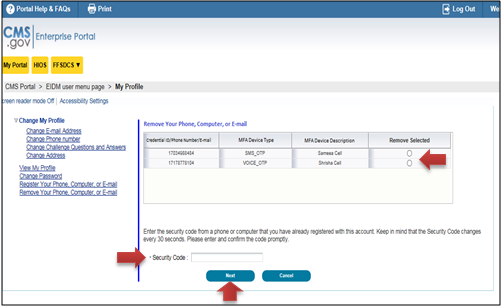 Portal Help & FAQs
Print
Log Out
We
CMS
.gov
Enterprise Portal
My Portal
HIOS
FFSDCS ▼
CMS Portal > EIDM user menu page > My Profile
creen reader mode Off | Accessibility Settings
Change My Profile
Change E-mail Address
Change Phone number
Change Challenge Questions and Answers
Change Address
View My Profile
Change Password
Register Your Phone, Computer, or E-mail
Remove Your Phone, Computer, or E-mail
Remove Your Phone, Computer, or E-mail
Credential ID/Phone Number/E-mail
MFA Device Type
MFA Device Description
Remove Selected
SMS_OTP
17178778104
VOICE_OTP
Shrisha Cell
Enter the security code from a phone or computer that you have already registered with this account. Keep in mind that the Security Code changes
every 30 seconds. Please enter and confirm the code promptly.
* Security Code :
Next
Cancel